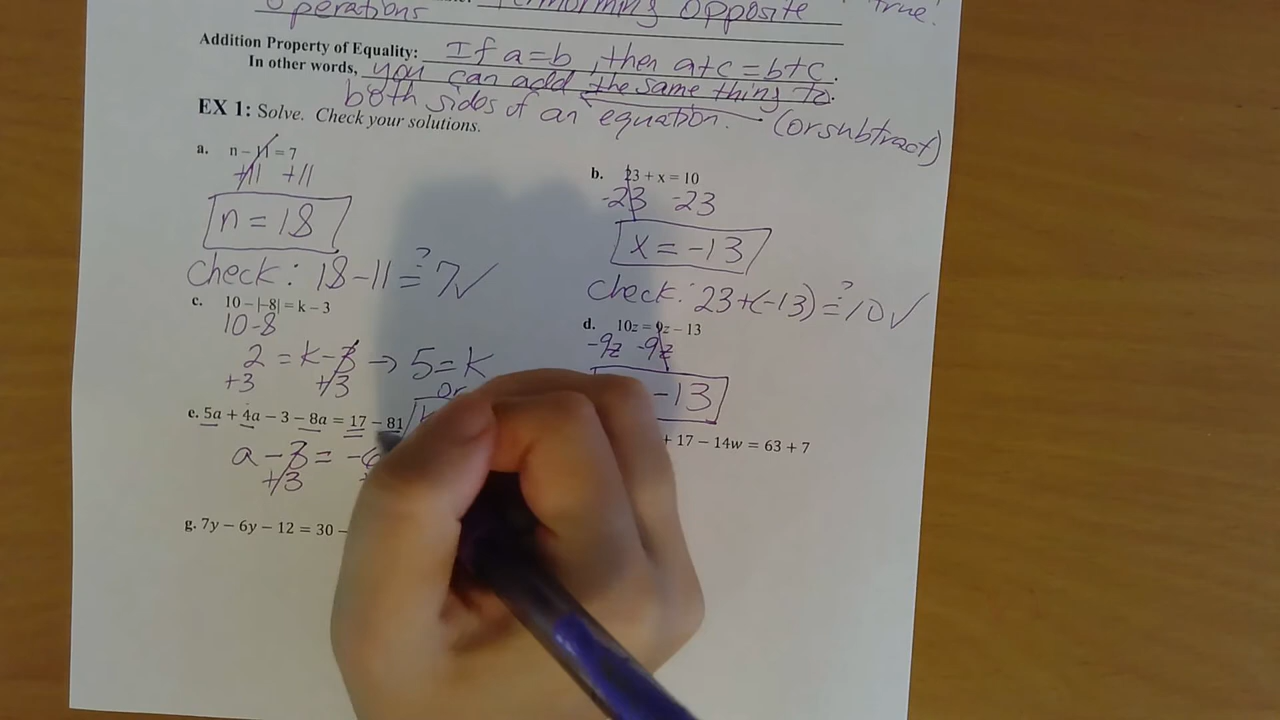 operations Performing opposite true!
Addition Property of Equality: If a=b, then a+c=b+c.
In other words, you can add the same thing to
both sides of an equation. (or subtract)
EX 1: Solve. Check your solutions.
a. n − 11 = 7
+11 +11
n = 18
check: 18-11 =? 7 ✓
b. 23 + x = 10
-23 -23
x = -13
check: 23+(-13) =? 10 ✓
c. 10 − |−8| = k − 3
10-8
2 = k-3 → 5=k
+3 +3
or
d. 10z = 9z − 13
-9z -9z
-13
e. 5a + 4a − 3 − 8a = 17 − 81
a - 3 = -6
+3
+ 17 − 14w = 63 + 7
g. 7y − 6y − 12 = 30 −